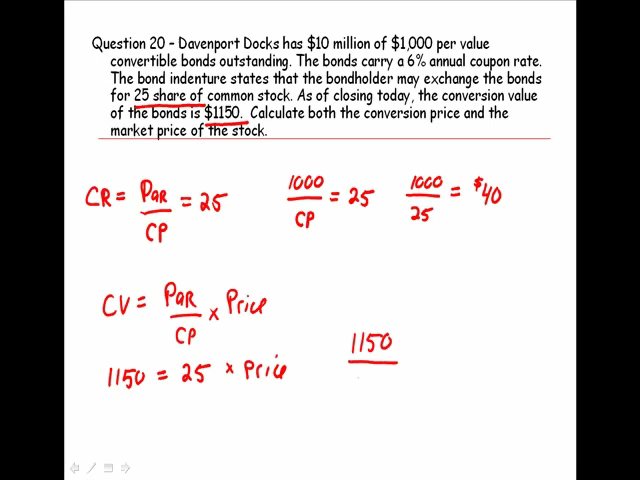 Question 20 – Davenport Docks has $10 million of $1,000 per value
convertible bonds outstanding. The bonds carry a 6% annual coupon rate.
The bond indenture states that the bondholder may exchange the bonds
for 25 share of common stock. As of closing today, the conversion value
of the bonds is $1150. Calculate both the conversion price and the
market price of the stock.
CR = PAR / CP = 25    1000 / CP = 25    1000 / 25 = $40
CV = PAR / CP x Price
1150 = 25 x Price    1150